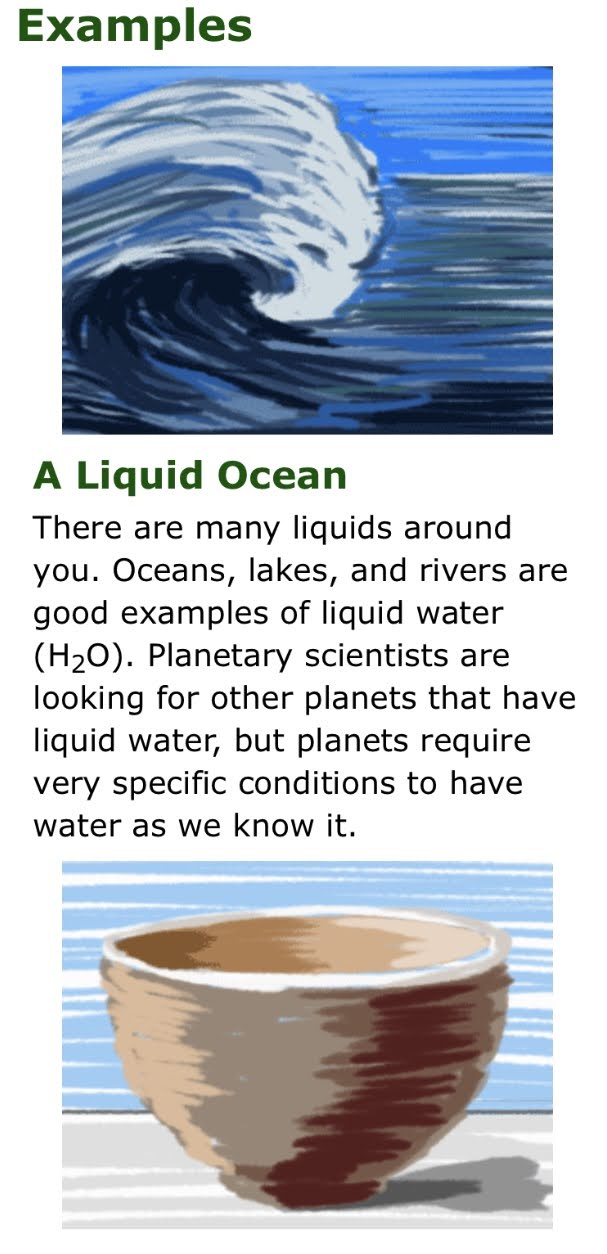 Examples
A Liquid Ocean
There are many liquids around
you. Oceans, lakes, and rivers are
good examples of liquid water
(H₂O). Planetary scientists are
looking for other planets that have
liquid water, but planets require
very specific conditions to have
water as we know it.